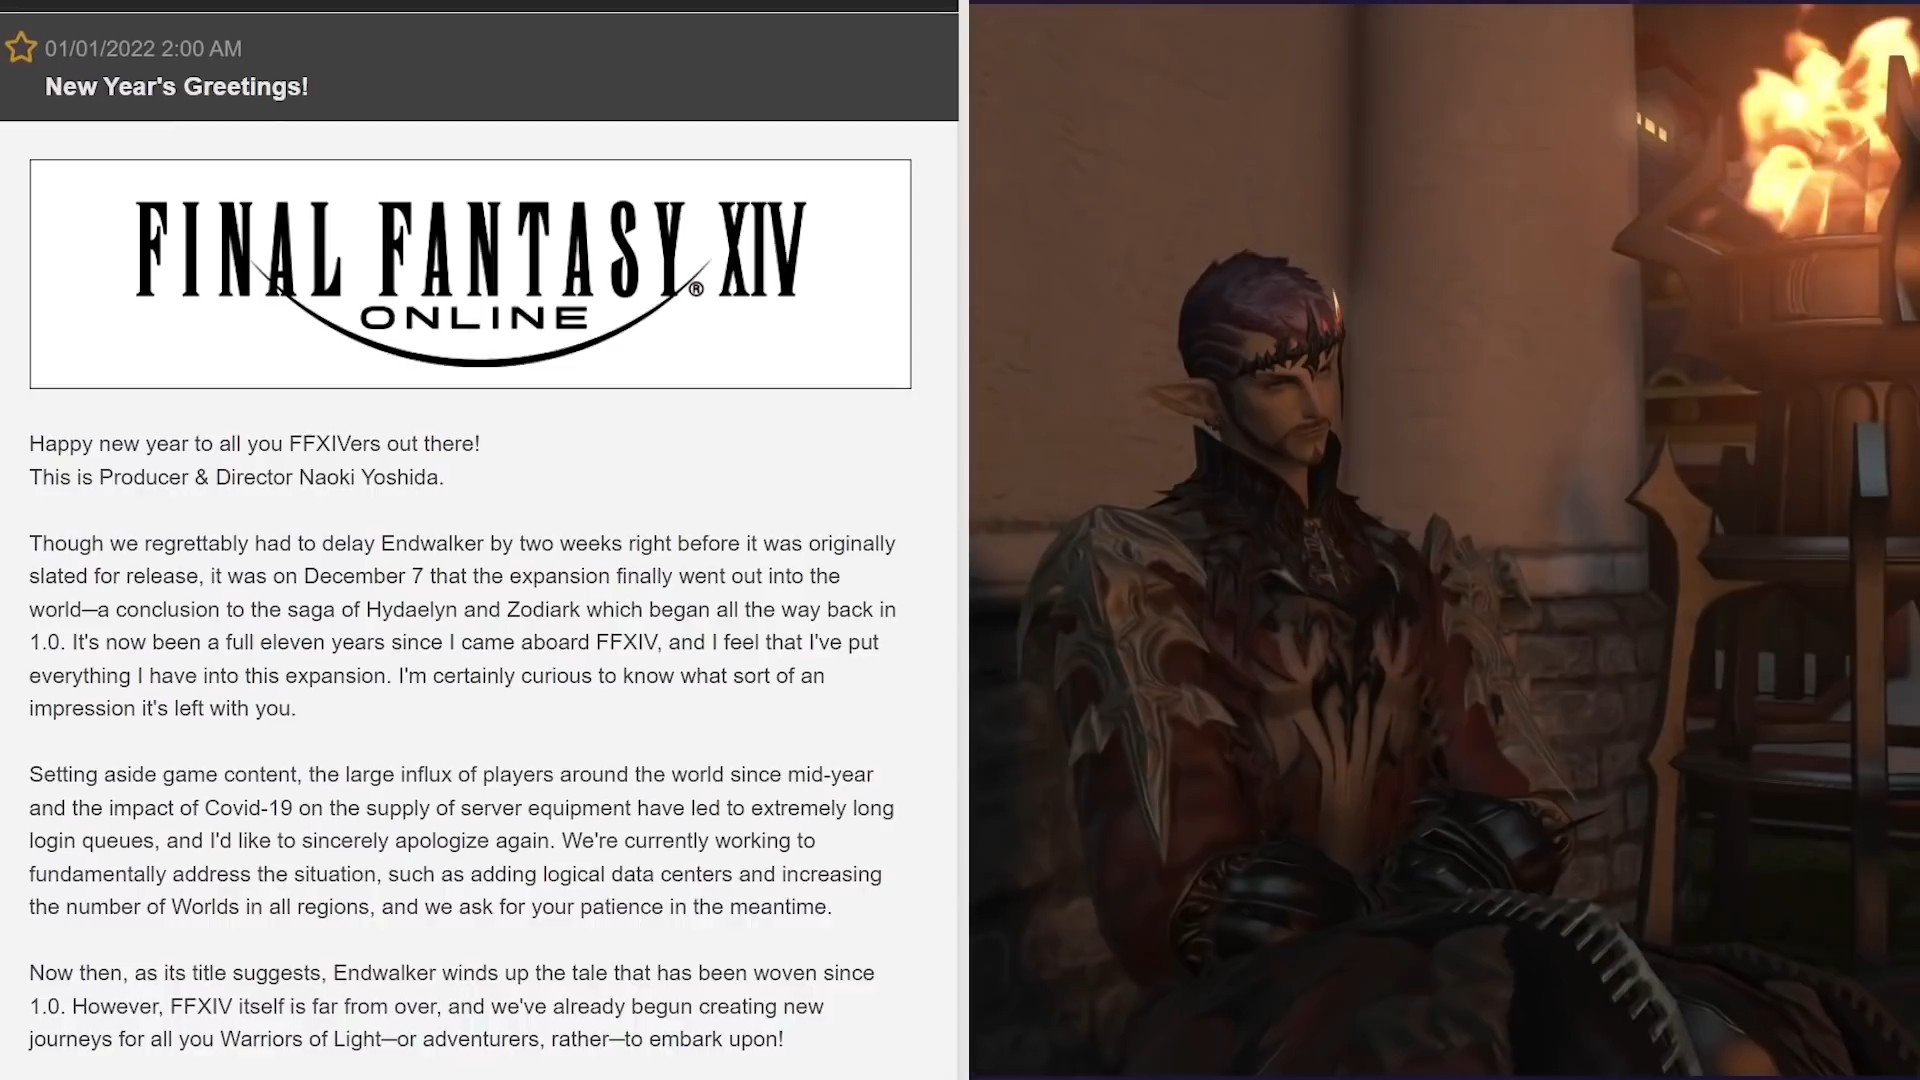 01/01/2022 2:00 AM
New Year's Greetings!
FINAL FANTASY® XIV
ONLINE
Happy new year to all you FFXIVers out there!
This is Producer & Director Naoki Yoshida.
Though we regrettably had to delay Endwalker by two weeks right before it was originally
slated for release, it was on December 7 that the expansion finally went out into the
world—a conclusion to the saga of Hydaelyn and Zodiark which began all the way back in
1.0. It's now been a full eleven years since I came aboard FFXIV, and I feel that I've put
everything I have into this expansion. I'm certainly curious to know what sort of an
impression it's left with you.
Setting aside game content, the large influx of players around the world since mid-year
and the impact of Covid-19 on the supply of server equipment have led to extremely long
login queues, and I'd like to sincerely apologize again. We're currently working to
fundamentally address the situation, such as adding logical data centers and increasing
the number of Worlds in all regions, and we ask for your patience in the meantime.
Now then, as its title suggests, Endwalker winds up the tale that has been woven since
1.0. However, FFXIV itself is far from over, and we've already begun creating new
journeys for all you Warriors of Light—or adventurers, rather—to embark upon!